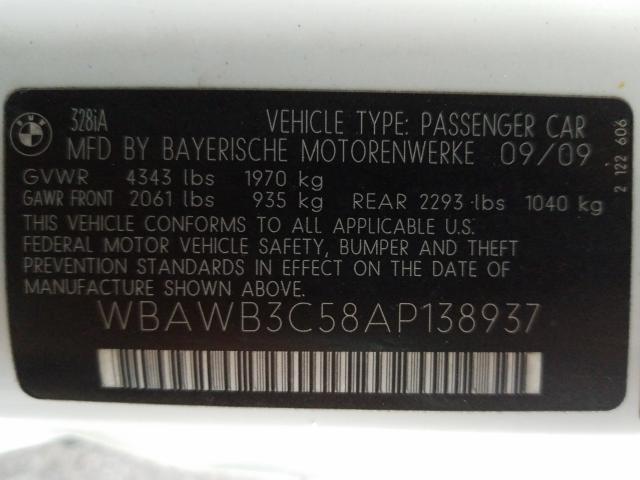 BMW
328iA VEHICLE TYPE: PASSENGER CAR
MFD BY BAYERISCHE MOTORENWERKE 09/09
GVWR 4343 lbs 1970 kg
GAWR FRONT 2061 lbs 935 kg REAR 2293 lbs 1040 kg
THIS VEHICLE CONFORMS TO ALL APPLICABLE U.S.
FEDERAL MOTOR VEHICLE SAFETY, BUMPER AND THEFT
PREVENTION STANDARDS IN EFFECT ON THE DATE OF
MANUFACTURE SHOWN ABOVE.
WBAWB3C58AP138937
2 122 606